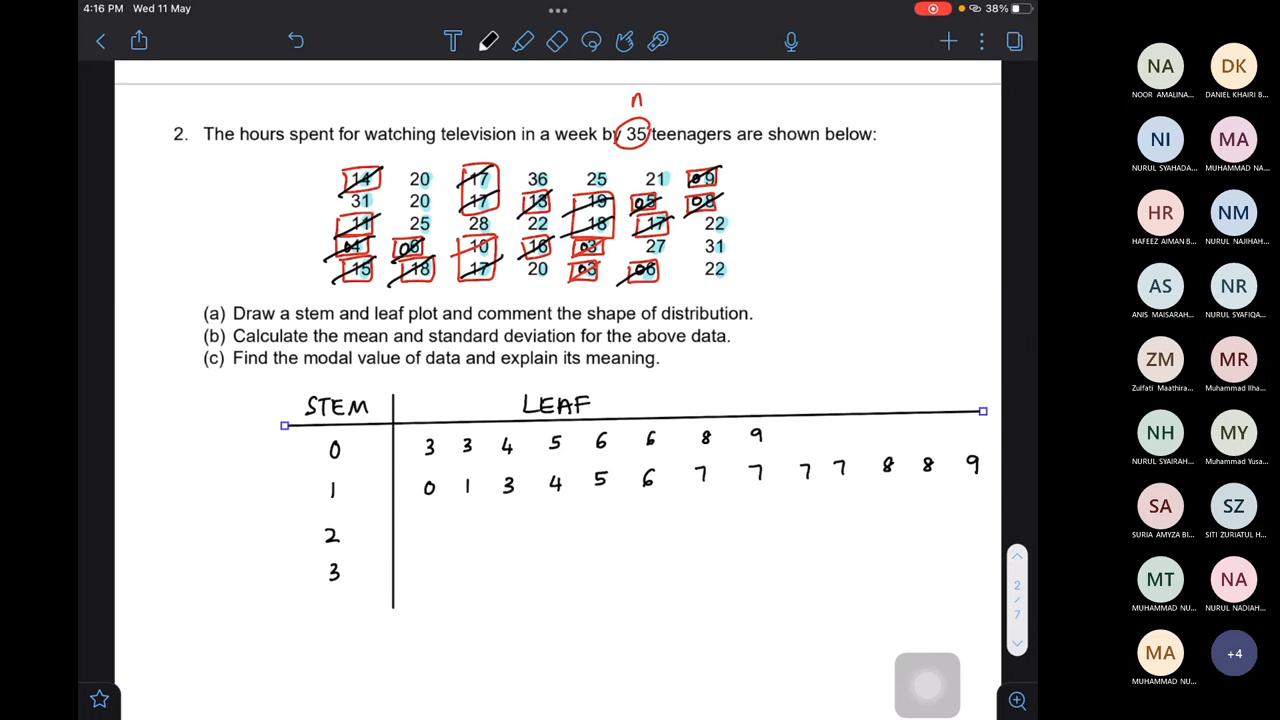 4:16 PM Wed 11 May
38%
n
2. The hours spent for watching television in a week by 35 teenagers are shown below:
14 20 17 36 25 21 09
31 20 17 13 19 05 08
11 25 28 22 18 17 22
04 06 10 16 03 27 31
15 18 17 20 03 06 22
(a) Draw a stem and leaf plot and comment the shape of distribution.
(b) Calculate the mean and standard deviation for the above data.
(c) Find the modal value of data and explain its meaning.
STEM LEAF
0 3 3 4 5 6 6 8 9
1 0 1 3 4 5 6 7 7 7 7 8 8 9
2
3
2
7
NA
DK
NOOR AMALINA...
DANIEL KHAIRI B...
NI
MA
NURUL SYAHADA...
MUHAMMAD NA...
HR
NM
HAFEEZ AIMAN B...
NURUL NAJIHAH...
AS
NR
ANIS MAISARAH...
NURUL SYAFIQA...
ZM
MR
Zulfati Maathira...
Muhammad Ilha...
NH
MY
NURUL SYAIRAH...
Muhammad Yusa...
SA
SZ
SURIA AMYZA BI...
SITI ZURIATUL H...
MT
NA
MUHAMMAD NU...
NURUL NADIAH...
MA
+4
MUHAMMAD NU...